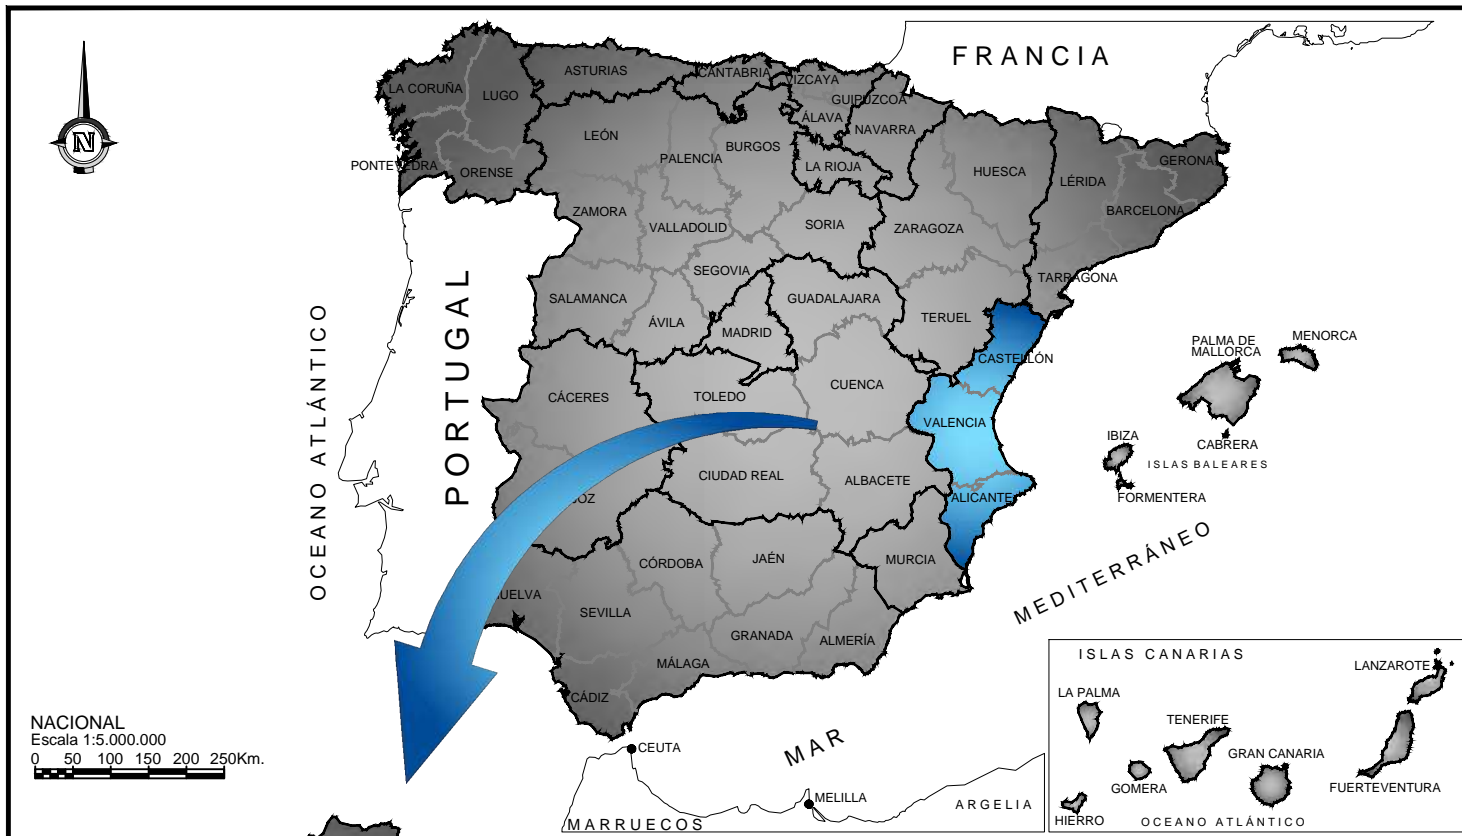 FRANCIA
ASTURIAS
CANTABRIA
VIZCAYA
GUIPÚZCOA
LA CORUÑA
LUGO
ÁLAVA
NAVARRA
LEÓN
BURGOS
PALENCIA
LA RIOJA
HUESCA
LÉRIDA
GERONA
PONTEVEDRA
ORENSE
BARCELONA
ZAMORA
VALLADOLID
SORIA
ZARAGOZA
SEGOVIA
TARRAGONA
SALAMANCA
GUADALAJARA
ÁVILA
MADRID
TERUEL
CASTELLÓN
PALMA DE
MALLORCA
MENORCA
OCEANO ATLÁNTICO
PORTUGAL
CÁCERES
TOLEDO
CUENCA
VALENCIA
IBIZA
CABRERA
ISLAS BALEARES
FORMENTERA
CIUDAD REAL
ALBACETE
ALICANTE
OZ
CÓRDOBA
JAÉN
MURCIA
MAR
MEDITERRÁNEO
HUELVA
SEVILLA
GRANADA
ALMERÍA
MÁLAGA
CÁDIZ
N
NACIONAL
Escala 1:5.000.000
0 50 100 150 200 250Km.
CEUTA
MELILLA
MARRUECOS
ARGELIA
ISLAS CANARIAS
LANZAROTE
LA PALMA
TENERIFE
GRAN CANARIA
GOMERA
FUERTEVENTURA
HIERRO
OCEANO ATLÁNTICO